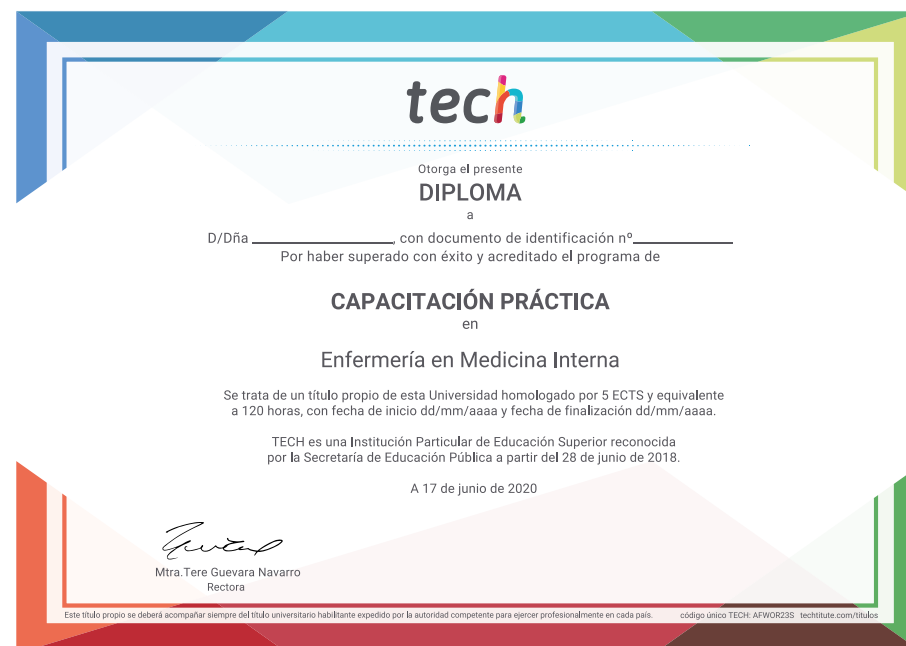 tech
Otorga el presente
DIPLOMA
a
D/Dña ____________________, con documento de identificación nº______________
Por haber superado con éxito y acreditado el programa de
CAPACITACIÓN PRÁCTICA
en
Enfermería en Medicina Interna
Se trata de un título propio de esta Universidad homologado por 5 ECTS y equivalente
a 120 horas, con fecha de inicio dd/mm/aaaa y fecha de finalización dd/mm/aaaa.
TECH es una Institución Particular de Educación Superior reconocida
por la Secretaría de Educación Pública a partir del 28 de junio de 2018.
A 17 de junio de 2020
Mtra.Tere Guevara Navarro
Rectora
Este título propio se deberá acompañar siempre del título universitario habilitante expedido por la autoridad competente para ejercer profesionalmente en cada país. código único TECH: AFWOR23S techtitute.com/titulos